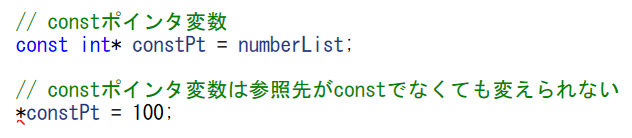 // constポインタ変数
const int* constPt = numberList;
// constポインタ変数は参照先がconstでなくても変えられない
*constPt = 100;